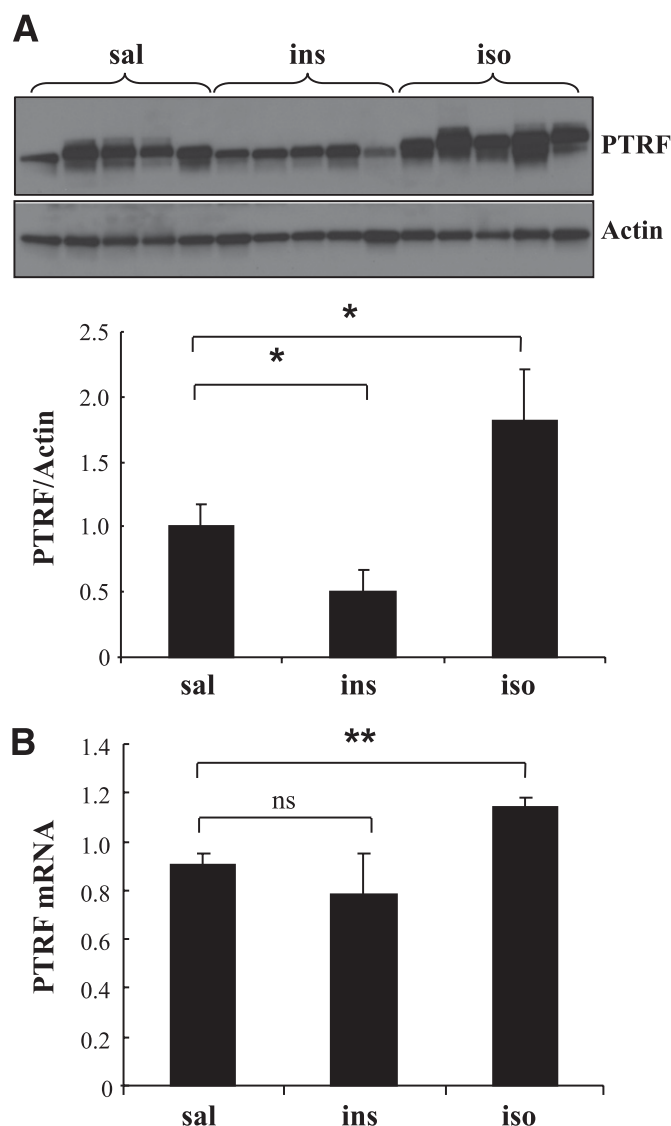 A
sal ins iso
PTRF
Actin
2.5
2.0
1.5
1.0
0.5
0
PTRF/Actin
*
*
sal ins iso
B
1.4
1.2
1.0
0.8
0.6
0.4
0.2
0
PTRF mRNA
**
ns
sal ins iso